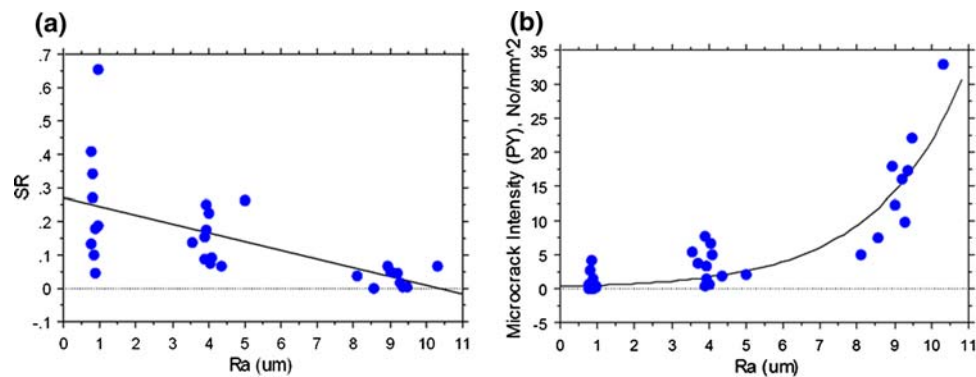 (a)
.7
.6
.5
.4
.3
.2
.1
0
-.1
SR
0 1 2 3 4 5 6 7 8 9 10 11
Ra (um)
(b)
35
30
25
20
15
10
5
0
-5
Microcrack Intensity (PY), No/mm^2
0 1 2 3 4 5 6 7 8 9 10 11
Ra (um)